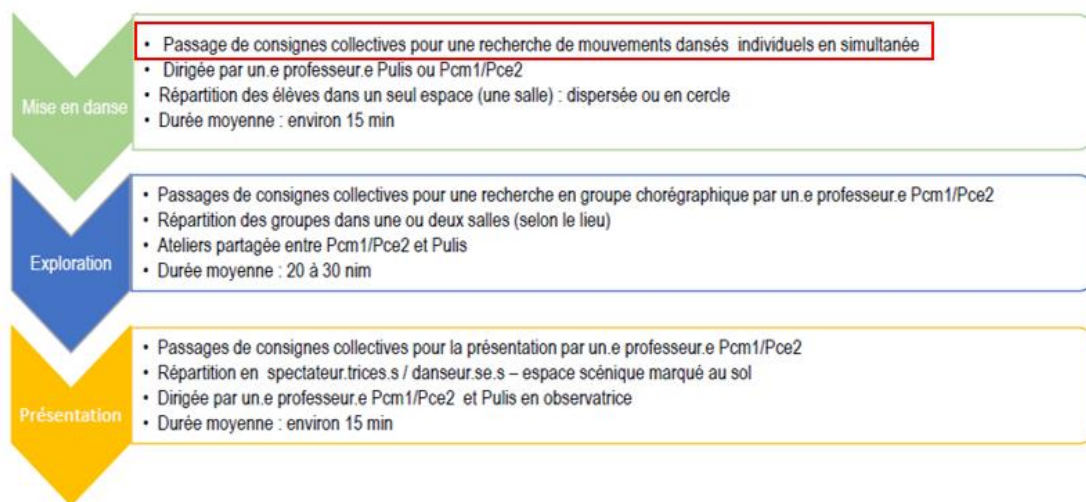 Mise en danse
• Passage de consignes collectives pour une recherche de mouvements dansés individuels en simultanée
• Dirigée par un.e professeur.e Pulis ou Pcm1/Pce2
• Répartition des élèves dans un seul espace (une salle) : dispersée ou en cercle
• Durée moyenne : environ 15 min
Exploration
• Passages de consignes collectives pour une recherche en groupe chorégraphique par un.e professeur.e Pcm1/Pce2
• Répartition des groupes dans une ou deux salles (selon le lieu)
• Ateliers partagée entre Pcm1/Pce2 et Pulis
• Durée moyenne : 20 à 30 nim
Présentation
• Passages de consignes collectives pour la présentation par un.e professeur.e Pcm1/Pce2
• Répartition en spectateur.trices.s / danseur.se.s – espace scénique marqué au sol
• Dirigée par un.e professeur.e Pcm1/Pce2 et Pulis en observatrice
• Durée moyenne : environ 15 min